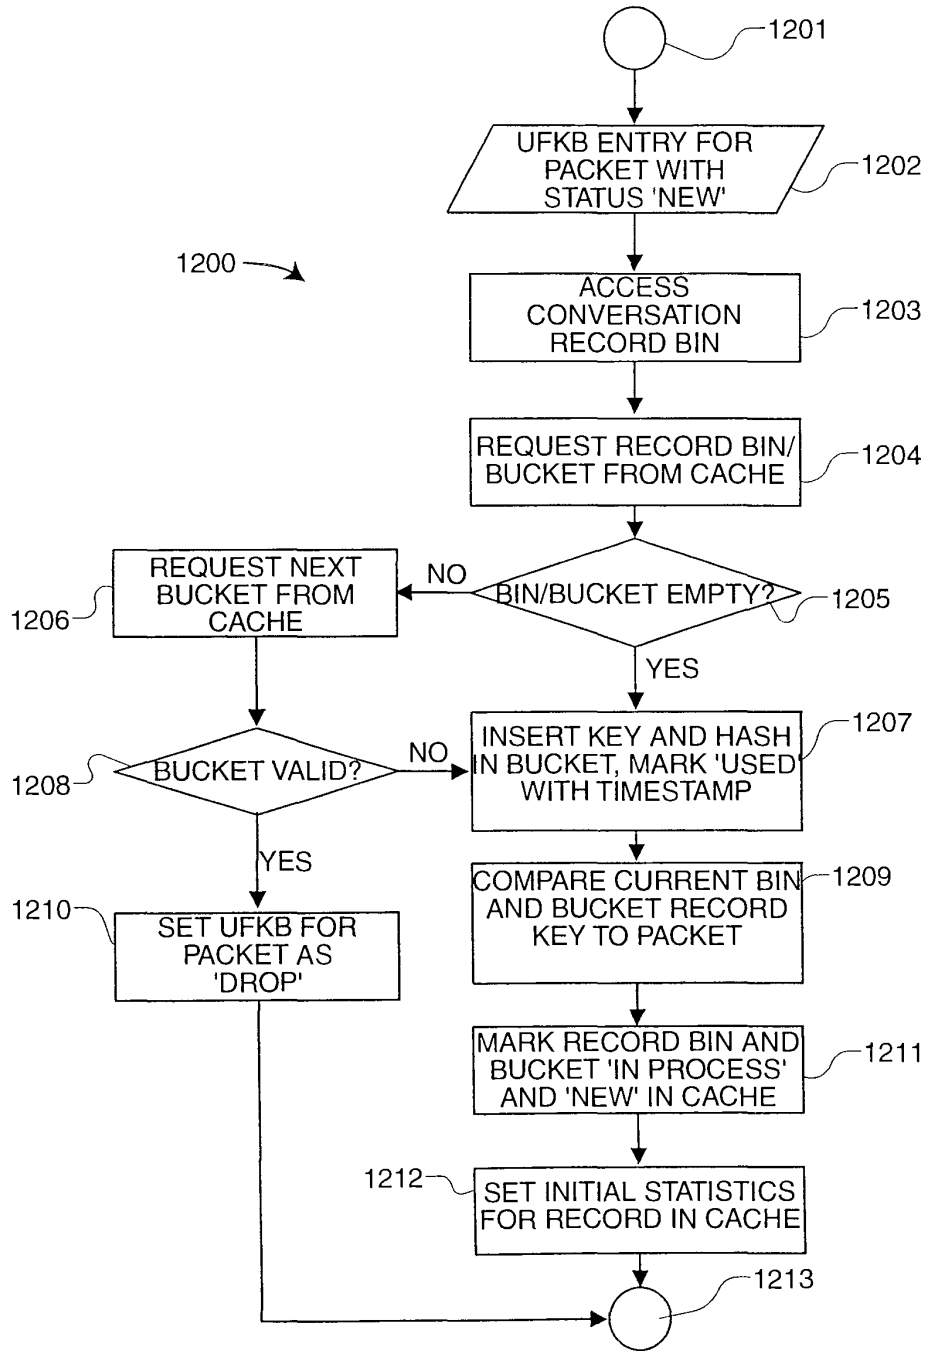 1201
UFKB ENTRY FOR
PACKET WITH
STATUS 'NEW'
1202
1200
ACCESS
CONVERSATION
RECORD BIN
1203
REQUEST RECORD BIN/
BUCKET FROM CACHE
1204
BIN/BUCKET EMPTY?
1205
NO
YES
REQUEST NEXT
BUCKET FROM
CACHE
1206
INSERT KEY AND HASH
IN BUCKET, MARK 'USED'
WITH TIMESTAMP
1207
BUCKET VALID?
1208
NO
YES
COMPARE CURRENT BIN
AND BUCKET RECORD
KEY TO PACKET
1209
1210
SET UFKB FOR
PACKET AS
'DROP'
MARK RECORD BIN AND
BUCKET 'IN PROCESS'
AND 'NEW' IN CACHE
1211
1212
SET INITIAL STATISTICS
FOR RECORD IN CACHE
1213